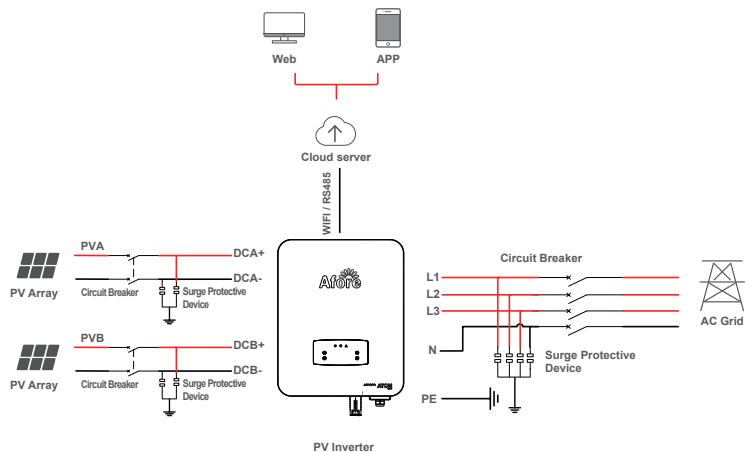 Web
APP
Cloud server
WIFI / RS485
PVA
DCA+
DCA-
PV Array
Circuit Breaker
Surge Protective
Device
PVB
DCB+
DCB-
PV Array
Circuit Breaker
Surge Protective
Device
Afore
PV Inverter
Circuit Breaker
L1
L2
L3
N
PE
Surge Protective
Device
AC Grid